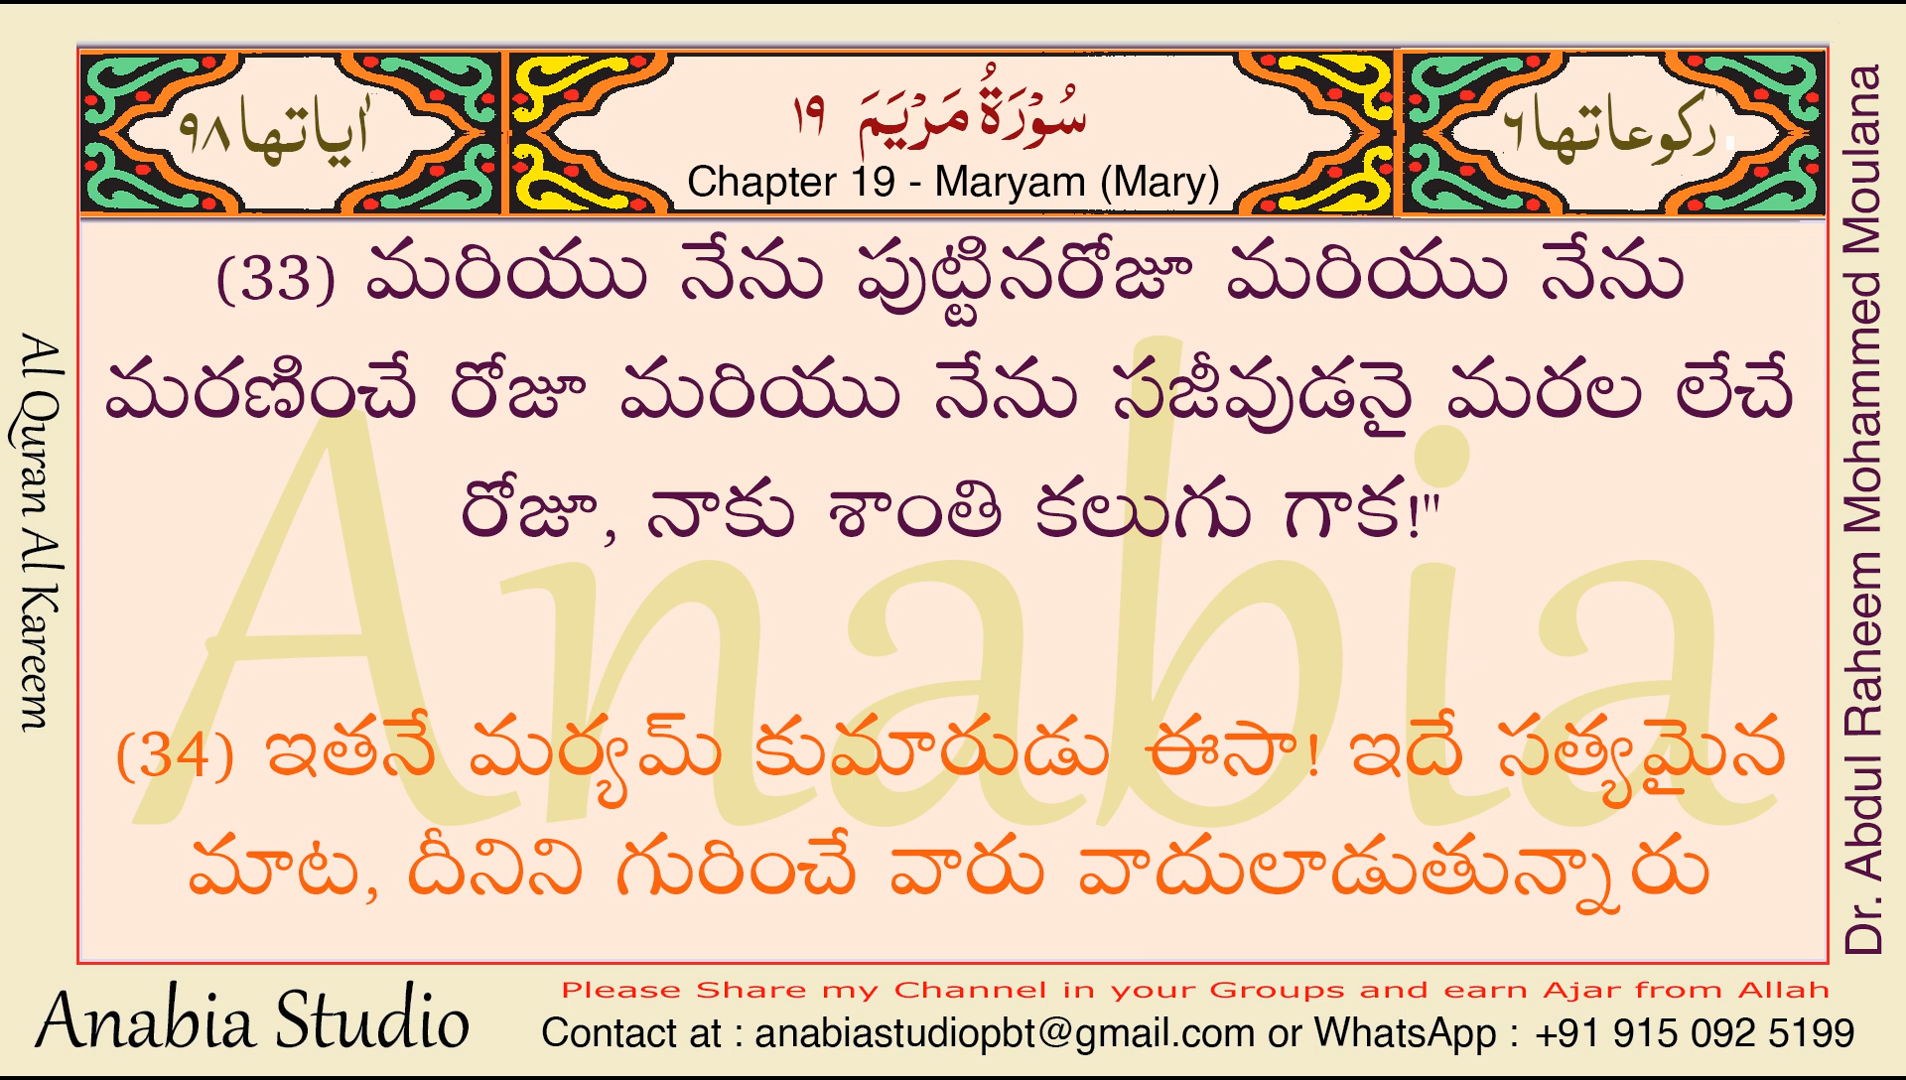 اٰیاتها ٩٨
سُوْرَةُ مَرْیَمَ ١٩
رکوعاتها ٦
Chapter 19 - Maryam (Mary)
(33) మరియు నేను పుట్టినరోజూ మరియు నేను
మరణించే రోజూ మరియు నేను సజీవుడనై మరల లేచే
రోజూ, నాకు శాంతి కలుగు గాక!"
(34) ఇతనే మర్యమ్ కుమారుడు ఈసా! ఇదే సత్యమైన
మాట, దీనిని గురించే వారు వాదులాడుతున్నారు
Anabia
Al Quran Al Kareem
Dr. Abdul Raheem Mohammed Moulana
Anabia Studio
Please Share my Channel in your Groups and earn Ajar from Allah
Contact at : anabiastudiopbt@gmail.com or WhatsApp : +91 915 092 5199